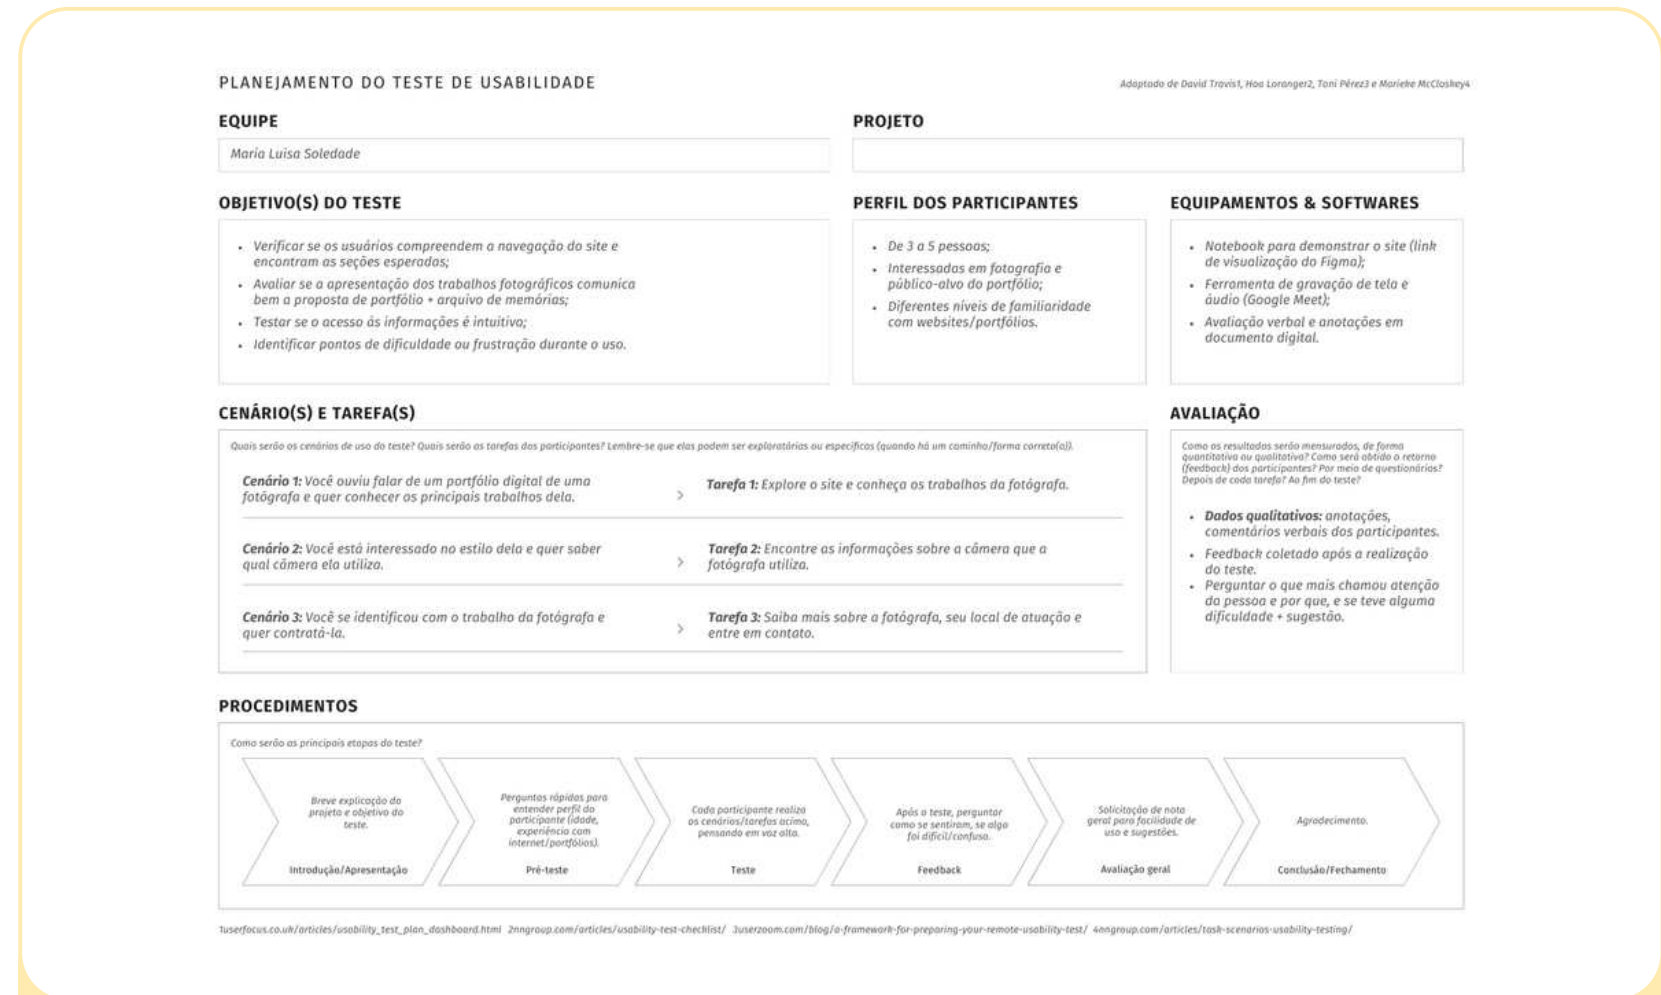 PLANEJAMENTO DO TESTE DE USABILIDADE
Adaptado de David Travis1, Hoa Loranger2, Toni Pérez3 e Marieke McCloskey4
EQUIPE
Maria Luisa Soledade
PROJETO
OBJETIVO(S) DO TESTE
• Verificar se os usuários compreendem a navegação do site e
encontram as seções esperadas;
• Avaliar se a apresentação dos trabalhos fotográficos comunica
bem a proposta de portfólio + arquivo de memórias;
• Testar se o acesso às informações é intuitivo;
• Identificar pontos de dificuldade ou frustração durante o uso.
PERFIL DOS PARTICIPANTES
• De 3 a 5 pessoas;
• Interessadas em fotografia e
público-alvo do portfólio;
• Diferentes níveis de familiaridade
com websites/portfólios.
EQUIPAMENTOS & SOFTWARES
• Notebook para demonstrar o site (link
de visualização do Figma);
• Ferramenta de gravação de tela e
áudio (Google Meet);
• Avaliação verbal e anotações em
documento digital.
CENÁRIO(S) E TAREFA(S)
Quais serão os cenários de uso do teste? Quais serão as tarefas dos participantes? Lembre-se que elas podem ser exploratórias ou específicas (quando há um caminho/forma correto(a)).
Cenário 1: Você ouviu falar de um portfólio digital de uma
fotógrafa e quer conhecer os principais trabalhos dela.
Tarefa 1: Explore o site e conheça os trabalhos da fotógrafa.
Cenário 2: Você está interessado no estilo dela e quer saber
qual câmera ela utiliza.
Tarefa 2: Encontre as informações sobre a câmera que a
fotógrafa utiliza.
Cenário 3: Você se identificou com o trabalho da fotógrafa e
quer contratá-la.
Tarefa 3: Saiba mais sobre a fotógrafa, seu local de atuação e
entre em contato.
AVALIAÇÃO
Como os resultados serão mensurados, de forma
quantitativa ou qualitativa? Como será obtido o retorno
(feedback) dos participantes? Por meio de questionários?
Depois de cada tarefa? Ao fim do teste?
• Dados qualitativos: anotações,
comentários verbais dos participantes.
• Feedback coletado após a realização
do teste.
• Perguntar o que mais chamou atenção
da pessoa e por que, e se teve alguma
dificuldade + sugestão.
PROCEDIMENTOS
Como serão as principais etapas do teste?
Breve explicação do
projeto e objetivo do
teste.
Introdução/Apresentação
Perguntas rápidas para
entender perfil do
participante (idade,
experiência com
internet/portfólios).
Pré-teste
Cada participante realiza
os cenários/tarefas acima,
pensando em voz alta.
Teste
Após o teste, perguntar
como se sentiram, se algo
foi difícil/confuso.
Feedback
Solicitação de nota
geral para facilidade de
uso e sugestões.
Avaliação geral
Agradecimento.
Conclusão/Fechamento
1userfocus.co.uk/articles/usability_test_plan_dashboard.html 2nngroup.com/articles/usability-test-checklist/ 3userzoom.com/blog/a-framework-for-preparing-your-remote-usability-test/ 4nngroup.com/articles/task-scenarios-usability-testing/